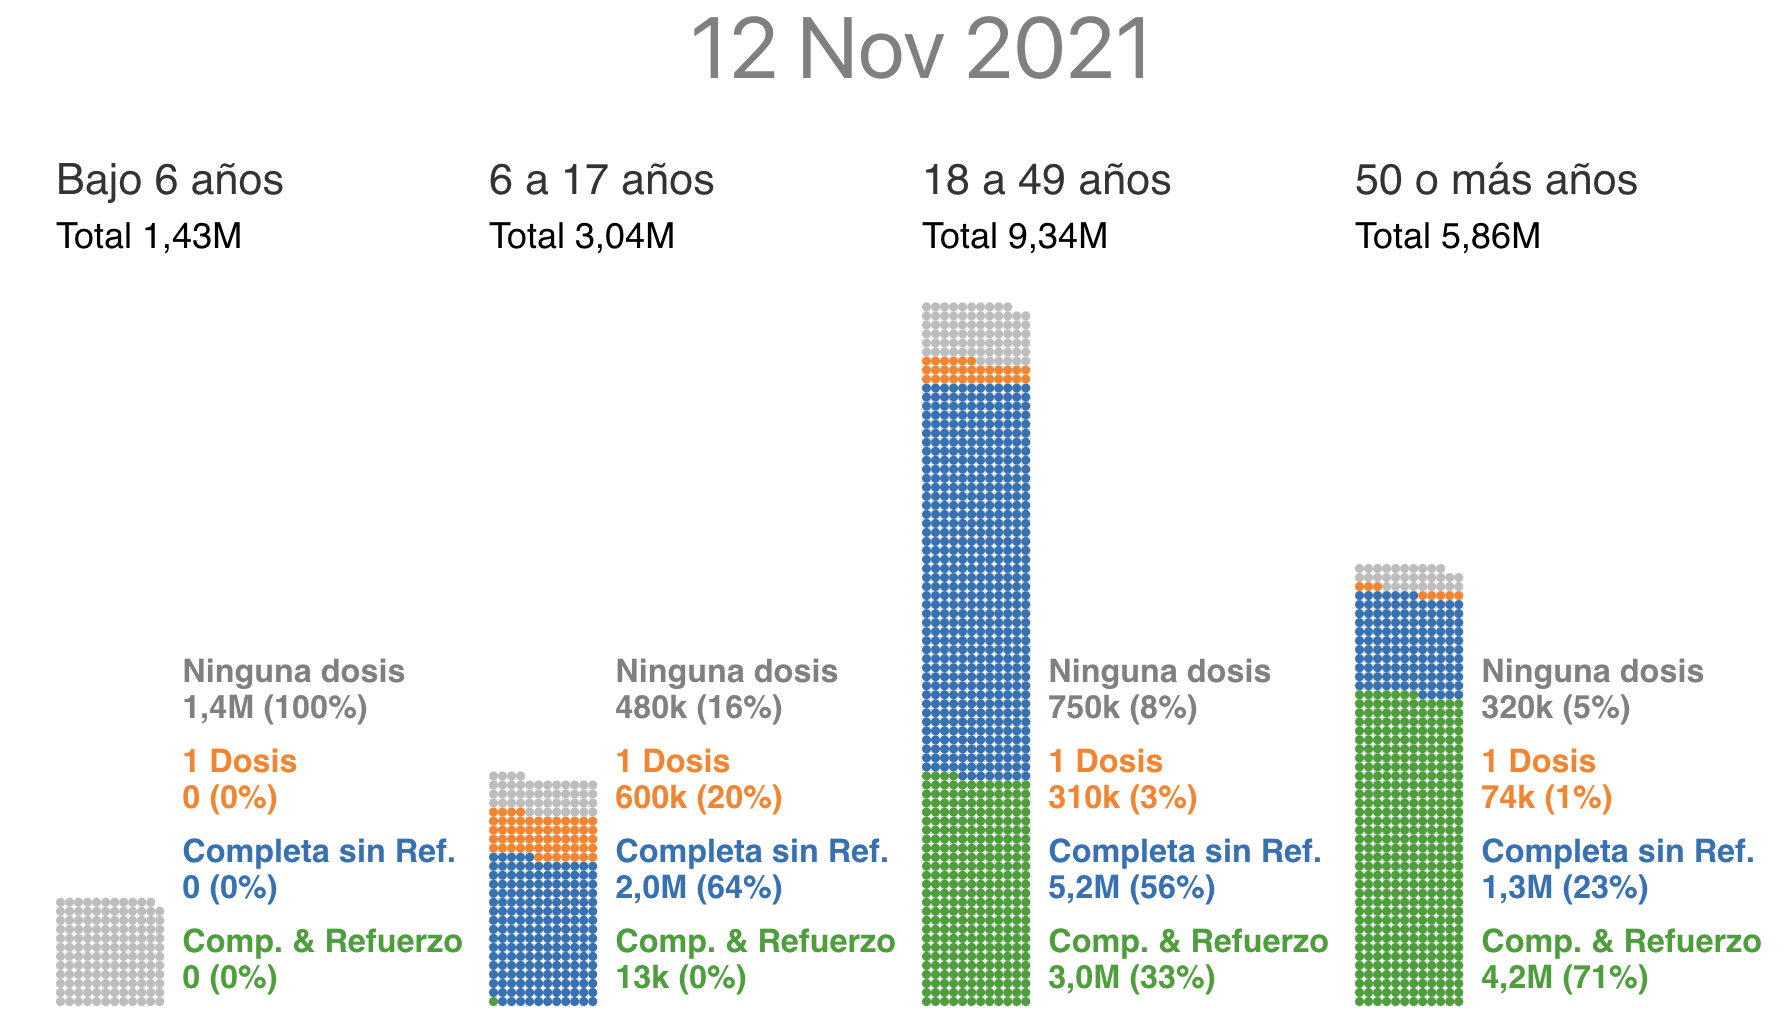 12 Nov 2021
Bajo 6 años
Total 1,43M
Ninguna dosis
1,4M (100%)
1 Dosis
0 (0%)
Completa sin Ref.
0 (0%)
Comp. & Refuerzo
0 (0%)
6 a 17 años
Total 3,04M
Ninguna dosis
480k (16%)
1 Dosis
600k (20%)
Completa sin Ref.
2,0M (64%)
Comp. & Refuerzo
13k (0%)
18 a 49 años
Total 9,34M
Ninguna dosis
750k (8%)
1 Dosis
310k (3%)
Completa sin Ref.
5,2M (56%)
Comp. & Refuerzo
3,0M (33%)
50 o más años
Total 5,86M
Ninguna dosis
320k (5%)
1 Dosis
74k (1%)
Completa sin Ref.
1,3M (23%)
Comp. & Refuerzo
4,2M (71%)